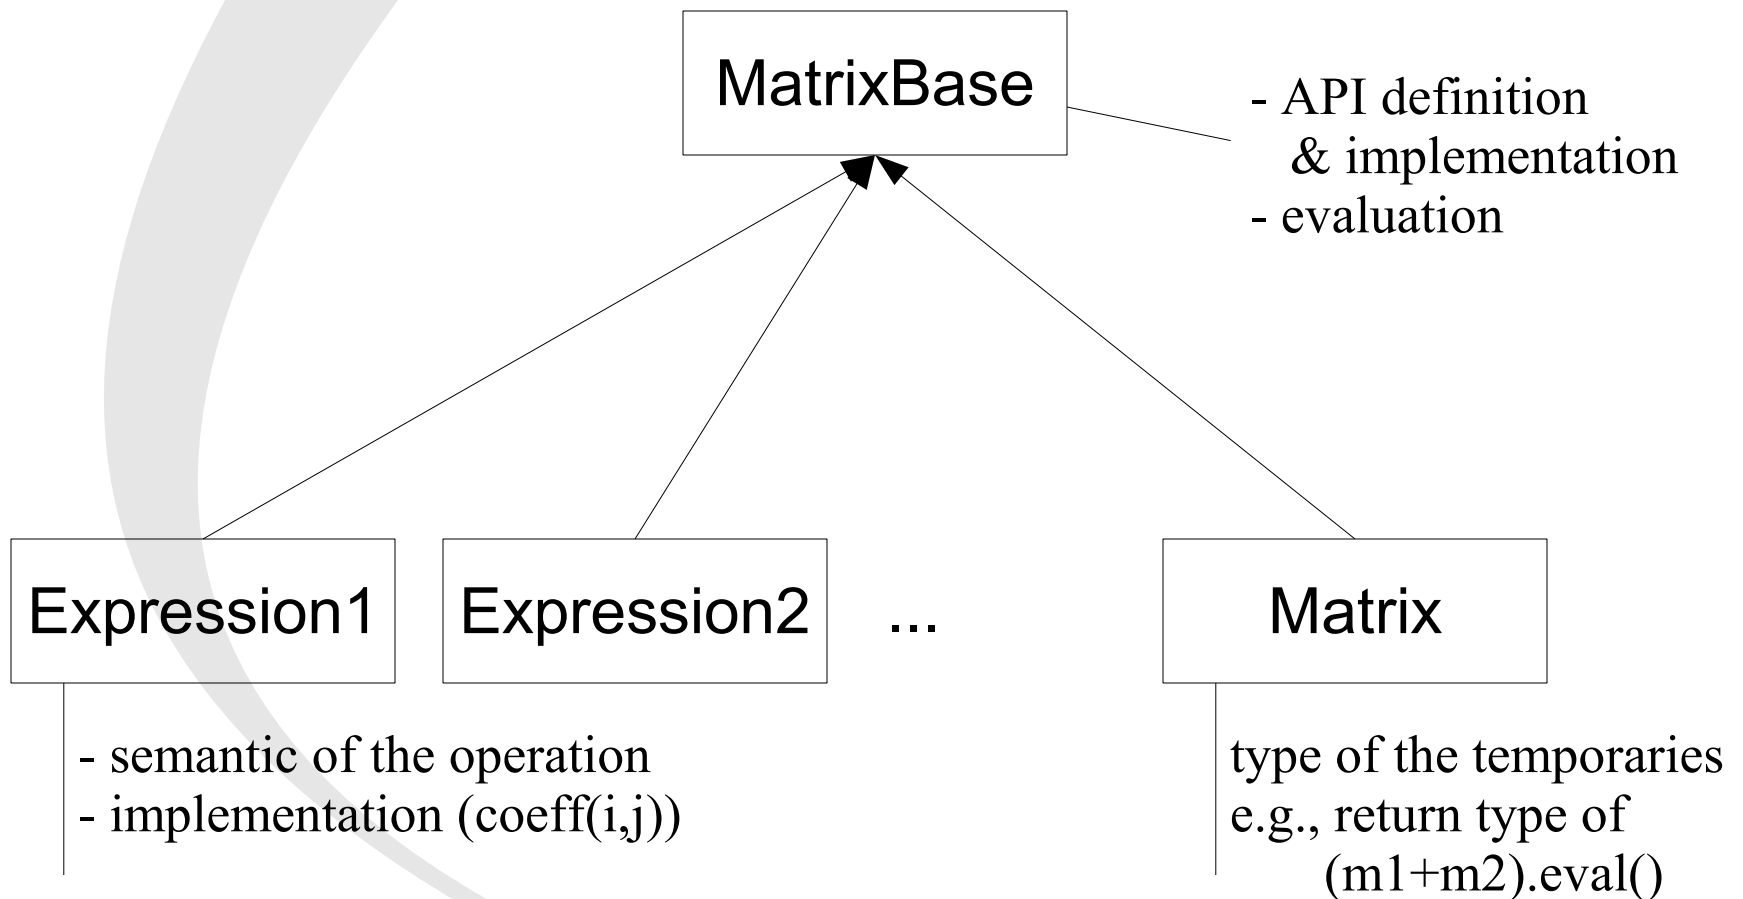 MatrixBase
- API definition
& implementation
- evaluation
Expression1
Expression2
...
Matrix
- semantic of the operation
- implementation (coeff(i,j))
type of the temporaries
e.g., return type of
(m1+m2).eval()